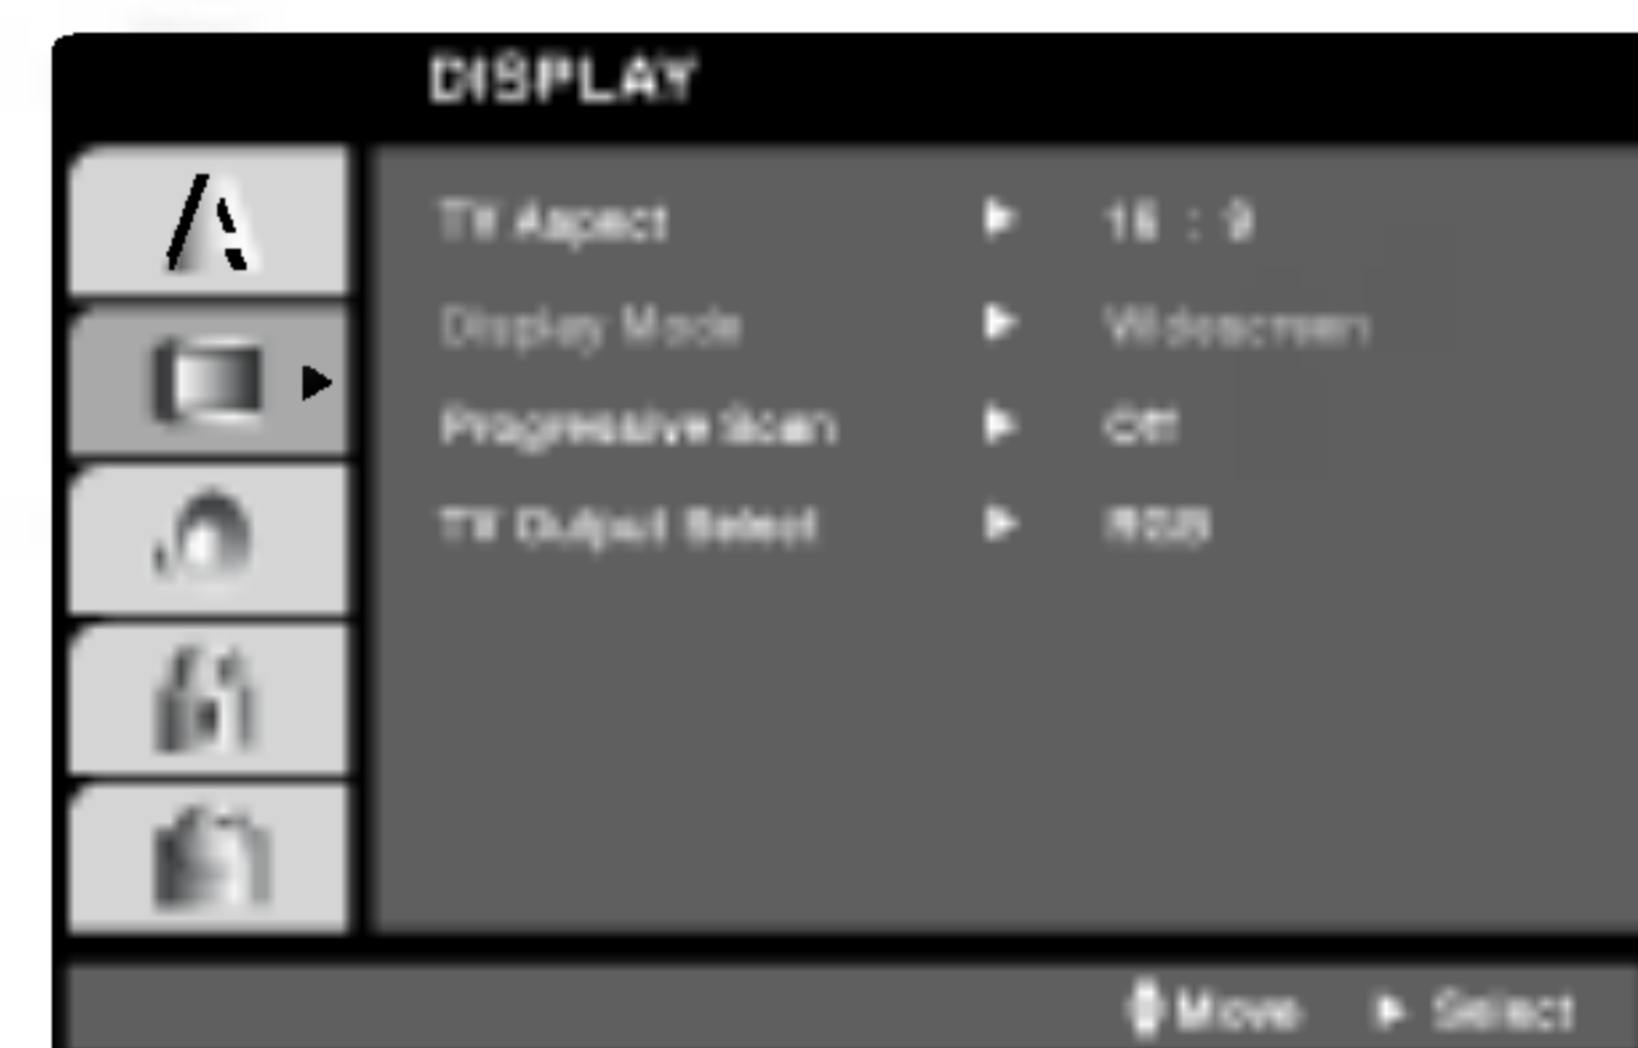 DISPLAY
TV Aspect ► 16 : 9
Display Mode ► Widescreen
Progressive Scan ► Off
TV Output Select ► RGB
Move ► Select